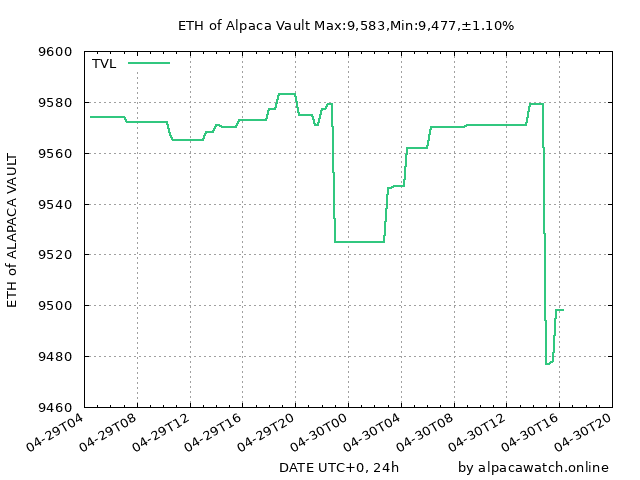 ETH of Alpaca Vault Max:9,583,Min:9,477,±1.10%
TVL
ETH of ALAPACA VAULT
9600
9580
9560
9540
9520
9500
9480
9460
04-29T04
04-29T08
04-29T12
04-29T16
04-29T20
04-30T00
04-30T04
04-30T08
04-30T12
04-30T16
04-30T20
DATE UTC+0, 24h
by alpacawatch.online